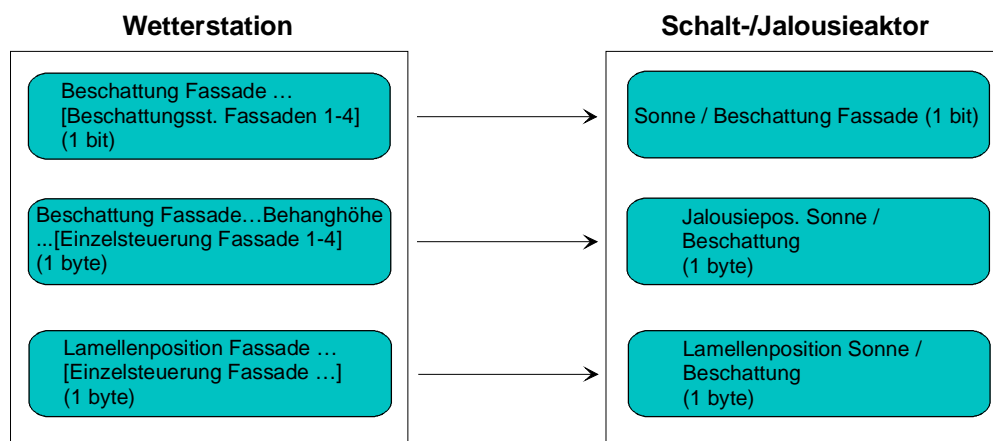 Wetterstation
Schalt-/Jalousieaktor
Beschattung Fassade …
[Beschattungsst. Fassaden 1-4]
(1 bit)
Sonne / Beschattung Fassade (1 bit)
Beschattung Fassade…Behanghöhe
...[Einzelsteuerung Fassade 1-4]
(1 byte)
Jalousiepos. Sonne /
Beschattung
(1 byte)
Lamellenposition Fassade …
[Einzelsteuerung Fassade …]
(1 byte)
Lamellenposition Sonne /
Beschattung
(1 byte)